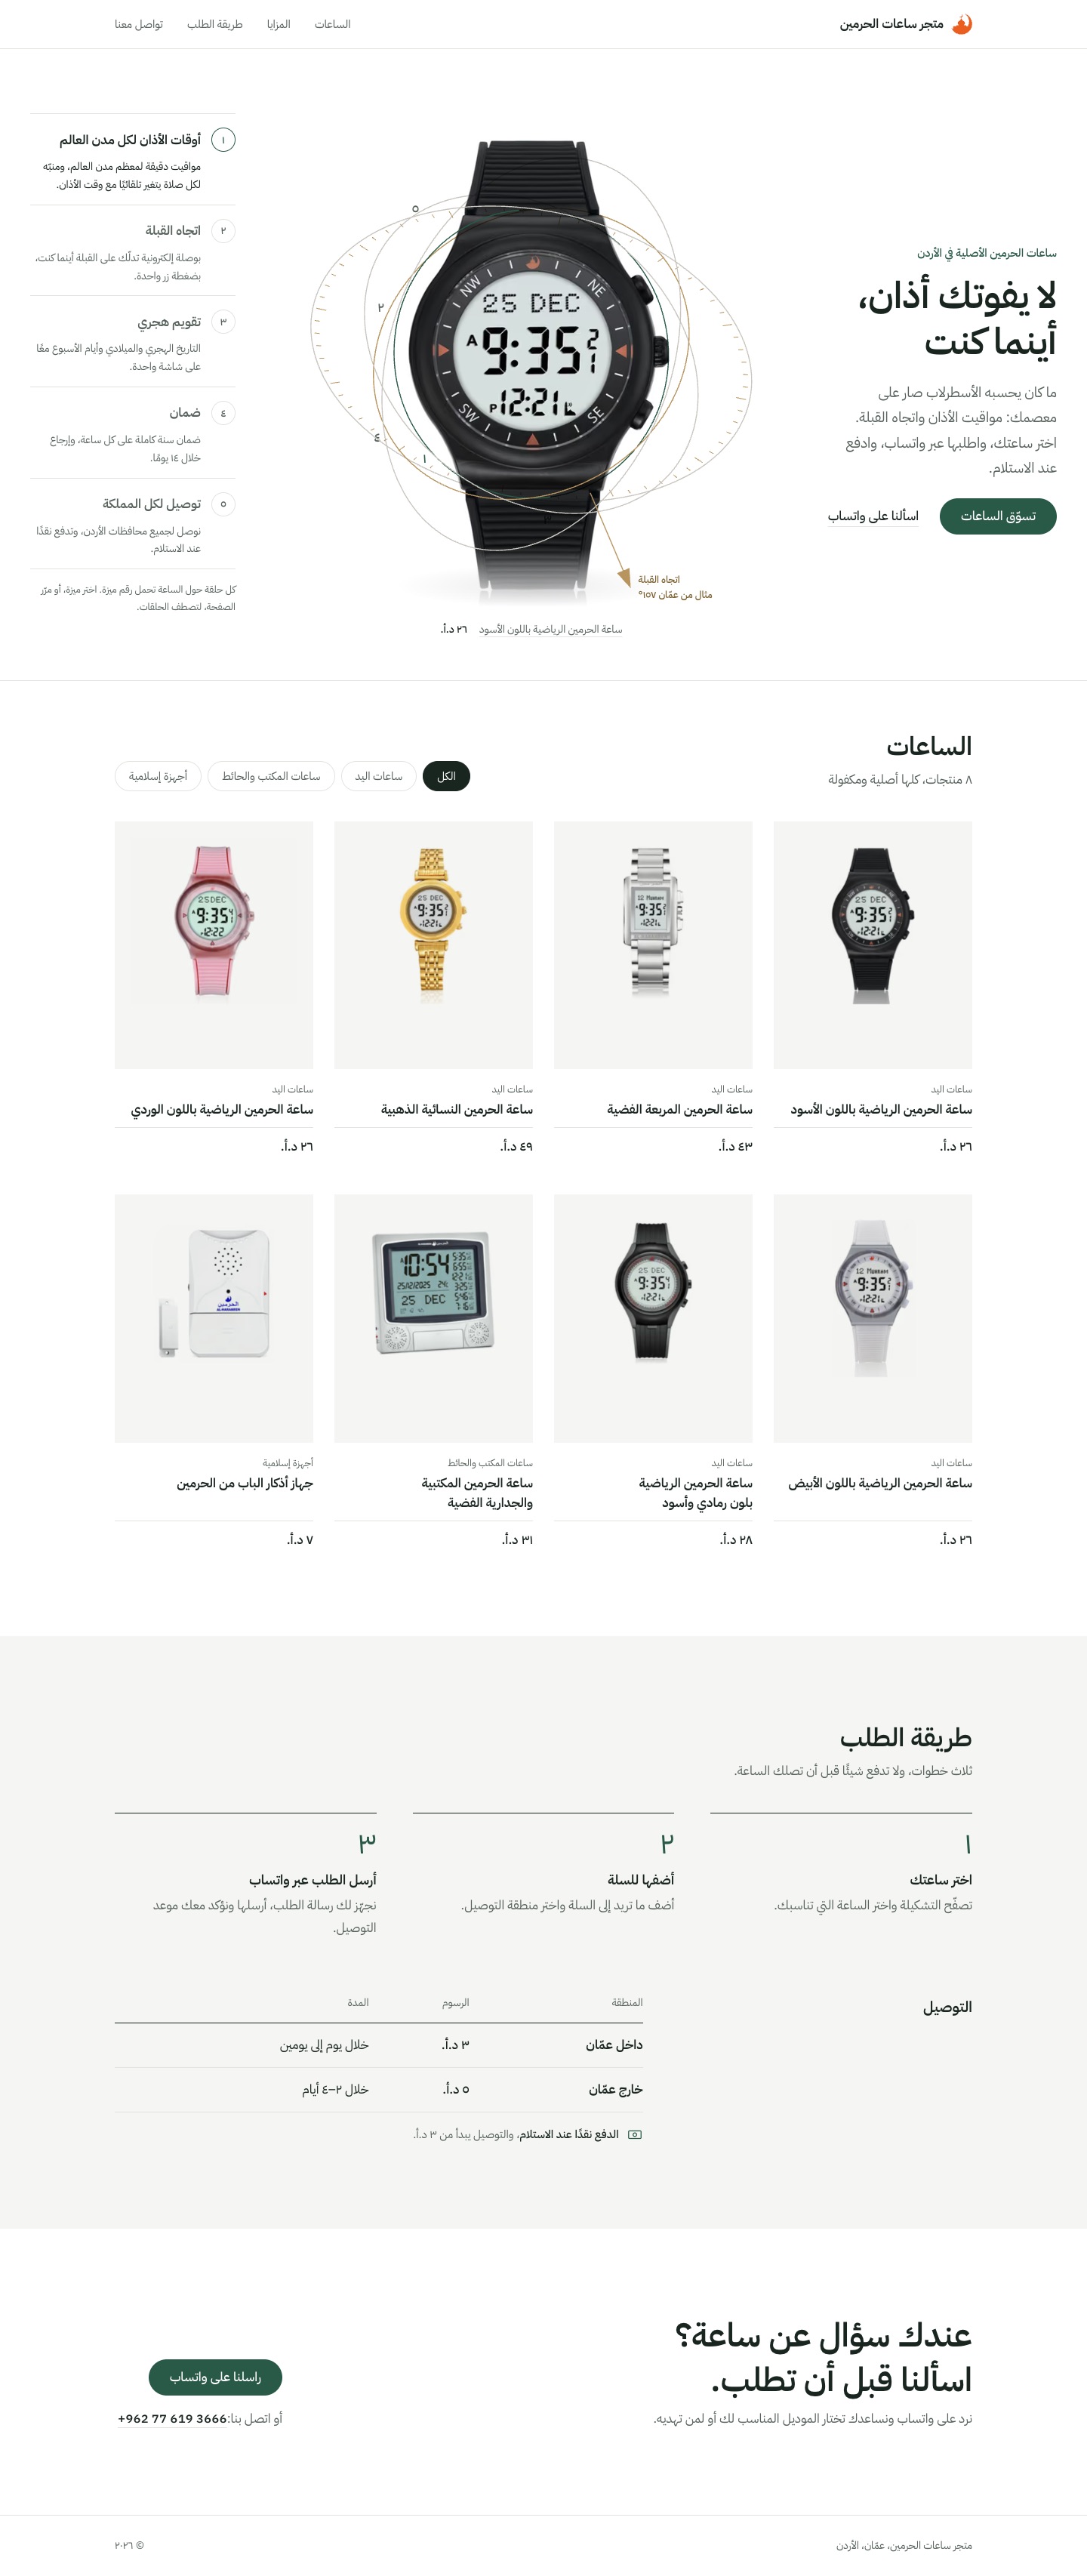 متجر ساعات الحرمين
الساعات
المزايا
طريقة الطلب
تواصل معنا
ساعات الحرمين الأصلية في الأردن
لا يفوتك أذان،
أينما كنت
ما كان يحسبه الأسطرلاب صار على
معصمك: مواقيت الأذان واتجاه القبلة.
اختر ساعتك، واطلبها عبر واتساب، وادفع
عند الاستلام.
تسوّق الساعات
اسألنا على واتساب
٥
٢
٤
١
NW
NE
SW
SE
25 DEC
A 9:35 21
P 12:21
اتجاه القبلة
مثال من عمّان ١٥٧°
ساعة الحرمين الرياضية باللون الأسود
٢٦ د.أ.
١
أوقات الأذان لكل مدن العالم
مواقيت دقيقة لمعظم مدن العالم، ومنبّه
لكل صلاة يتغير تلقائيًا مع وقت الأذان.
٢
اتجاه القبلة
بوصلة إلكترونية تدلّك على القبلة أينما كنت،
بضغطة زر واحدة.
٣
تقويم هجري
التاريخ الهجري والميلادي وأيام الأسبوع معًا
على شاشة واحدة.
٤
ضمان
ضمان سنة كاملة على كل ساعة، وإرجاع
خلال ١٤ يومًا.
٥
توصيل لكل المملكة
نوصل لجميع محافظات الأردن، وتدفع نقدًا
عند الاستلام.
كل حلقة حول الساعة تحمل رقم ميزة. اختر ميزة، أو مرّر
الصفحة، لتصطف الحلقات.
الساعات
٨ منتجات، كلها أصلية ومكفولة
الكل
ساعات اليد
ساعات المكتب والحائط
أجهزة إسلامية
ساعات اليد
ساعة الحرمين الرياضية باللون الأسود
٢٦ د.أ.
ساعات اليد
ساعة الحرمين المربعة الفضية
٤٣ د.أ.
ساعات اليد
ساعة الحرمين النسائية الذهبية
٤٩ د.أ.
ساعات اليد
ساعة الحرمين الرياضية باللون الوردي
٢٦ د.أ.
10:54
25 DEC
الحرمين
AL-HARAMEEN
ساعات اليد
ساعة الحرمين الرياضية باللون الأبيض
٢٦ د.أ.
ساعات اليد
ساعة الحرمين الرياضية
بلون رمادي وأسود
٢٨ د.أ.
ساعات المكتب والحائط
ساعة الحرمين المكتبية
والجدارية الفضية
٣١ د.أ.
أجهزة إسلامية
جهاز أذكار الباب من الحرمين
٧ د.أ.
طريقة الطلب
ثلاث خطوات، ولا تدفع شيئًا قبل أن تصلك الساعة.
١
اختر ساعتك
تصفّح التشكيلة واختر الساعة التي تناسبك.
٢
أضفها للسلة
أضف ما تريد إلى السلة واختر منطقة التوصيل.
٣
أرسل الطلب عبر واتساب
نجهّز لك رسالة الطلب، أرسلها ونؤكد معك موعد
التوصيل.
التوصيل
المنطقة
الرسوم
المدة
داخل عمّان
٣ د.أ.
خلال يوم إلى يومين
خارج عمّان
٥ د.أ.
خلال ٢–٤ أيام
الدفع نقدًا عند الاستلام، والتوصيل يبدأ من ٣ د.أ.
عندك سؤال عن ساعة؟
اسألنا قبل أن تطلب.
نرد على واتساب ونساعدك تختار الموديل المناسب لك أو لمن تهديه.
راسلنا على واتساب
أو اتصل بنا: +962 77 619 3666
متجر ساعات الحرمين، عمّان، الأردن
© ٢٠٢٦